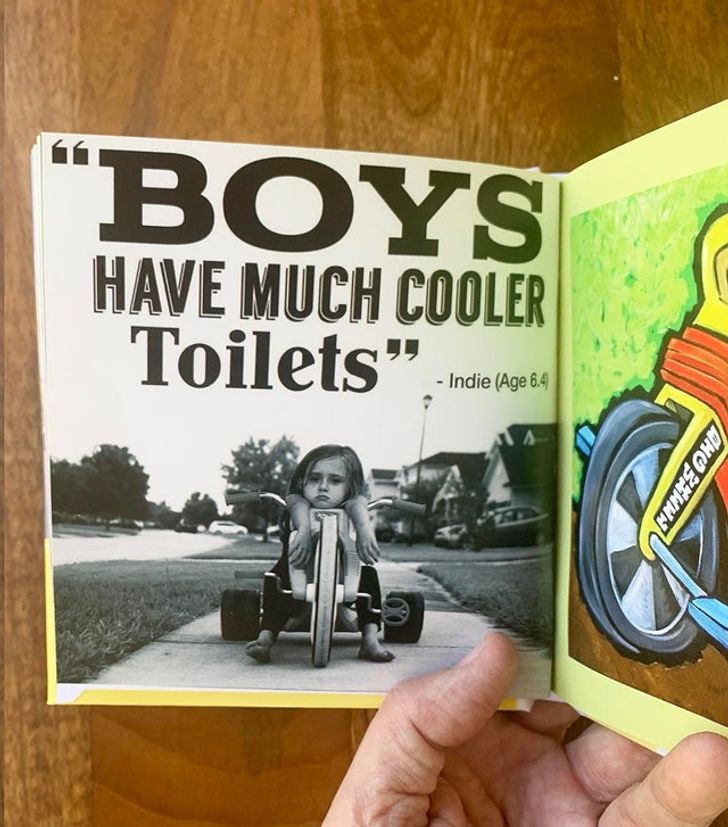 “BOYS
HAVE MUCH COOLER
Toilets”
- Indie (Age 6.4)